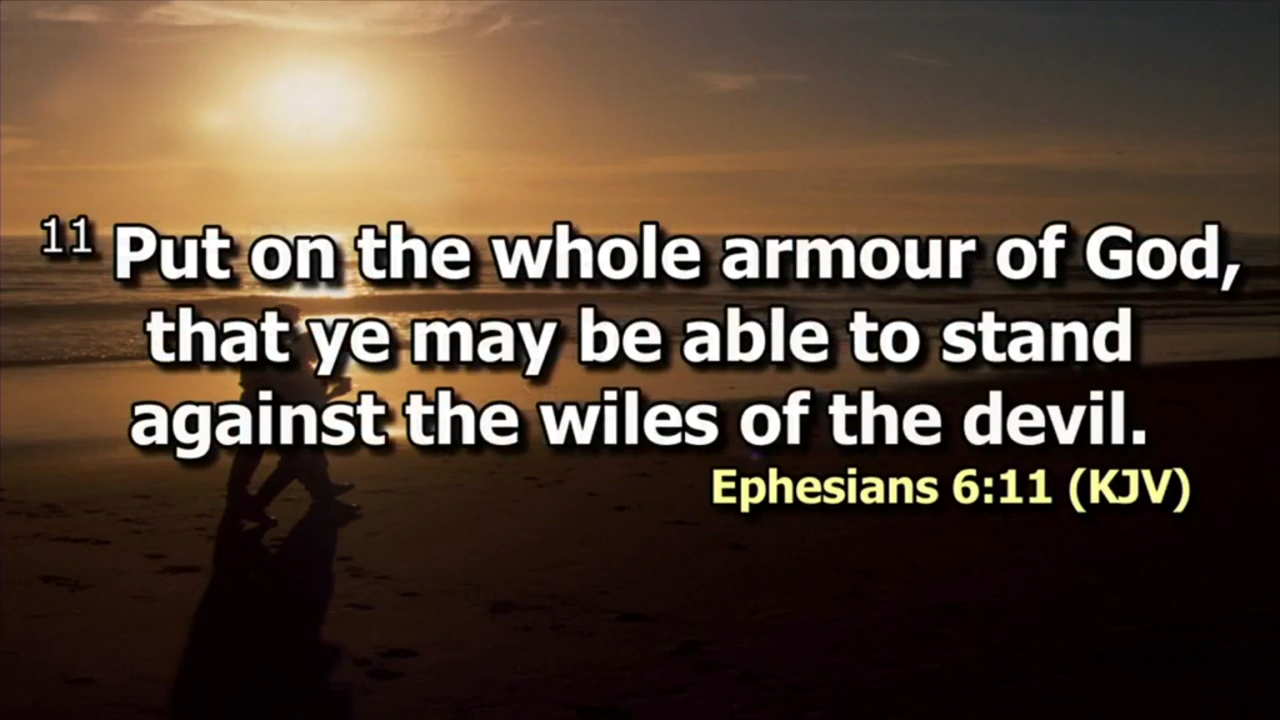 11 Put on the whole armour of God,
that ye may be able to stand
against the wiles of the devil.
Ephesians 6:11 (KJV)